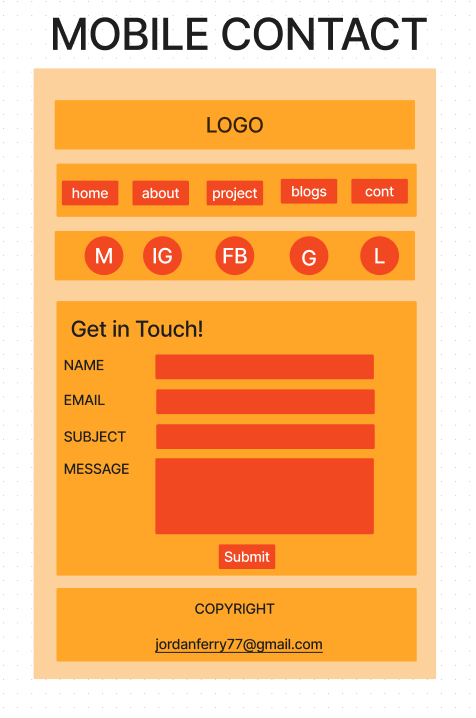 MOBILE CONTACT
LOGO
home about project blogs cont
M IG FB G L
Get in Touch!
NAME
EMAIL
SUBJECT
MESSAGE
Submit
COPYRIGHT
jordanferry77@gmail.com